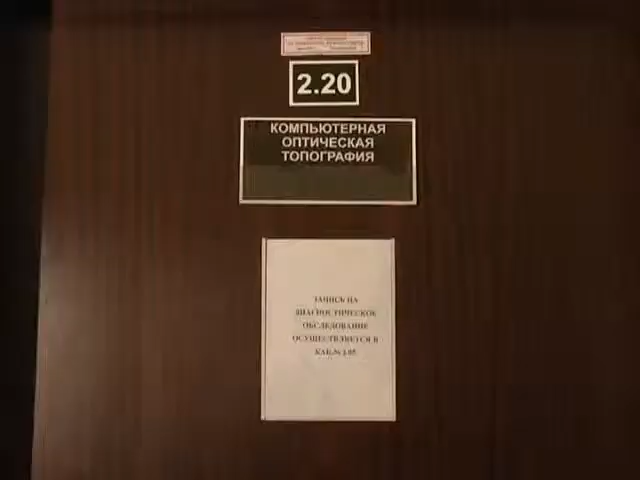 2.20
КОМПЬЮТЕРНАЯ
ОПТИЧЕСКАЯ
ТОПОГРАФИЯ
ЗАПИСЬ НА
ДИАГНОСТИЧЕСКОЕ
ОБСЛЕДОВАНИЕ
ОСУЩЕСТВЛЯЕТСЯ В
КАБ.№